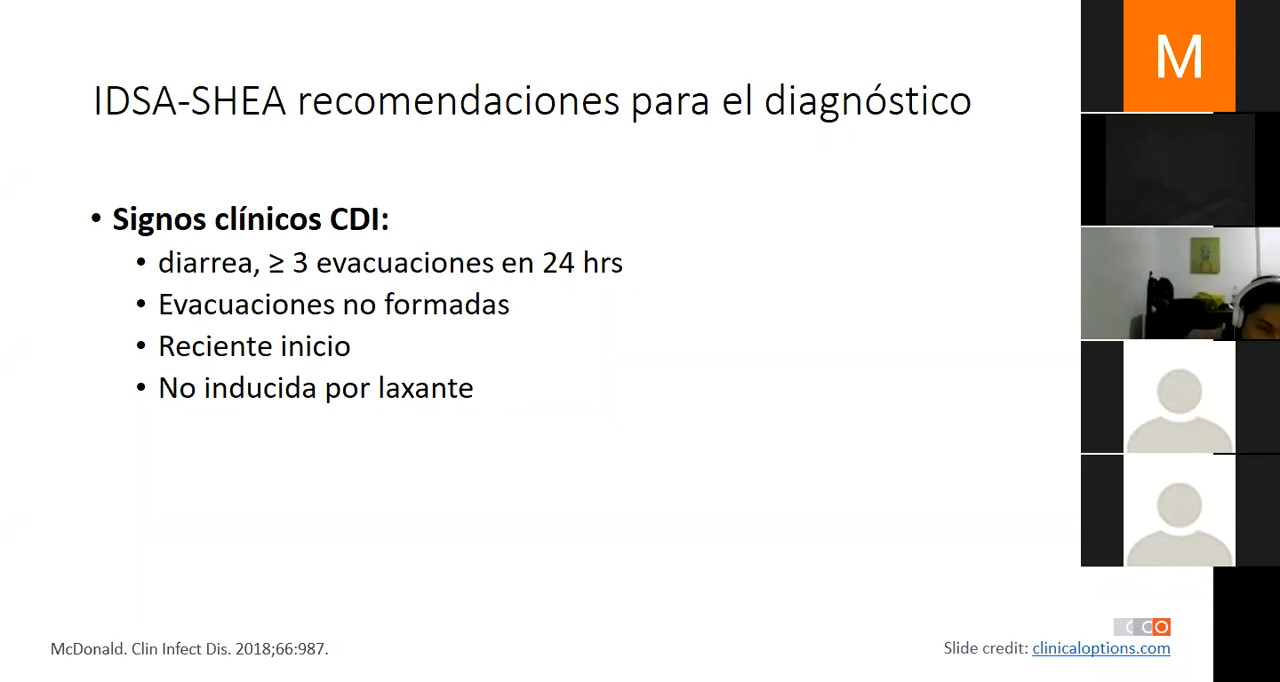 IDSA-SHEA recomendaciones para el diagnóstico
• Signos clínicos CDI:
• diarrea, ≥ 3 evacuaciones en 24 hrs
• Evacuaciones no formadas
• Reciente inicio
• No inducida por laxante
McDonald. Clin Infect Dis. 2018;66:987.
CCO
Slide credit: clinicaloptions.com
M